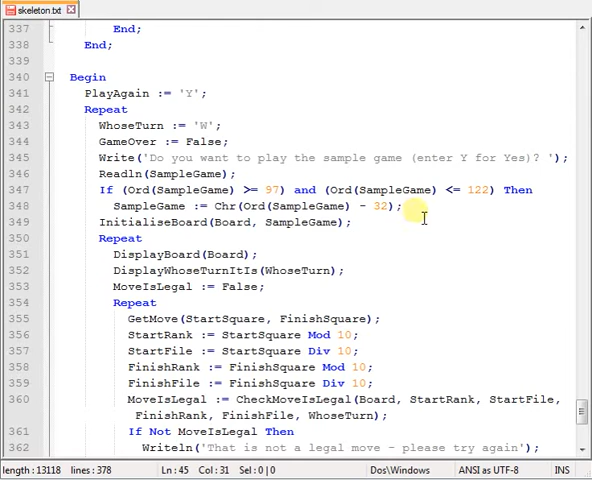 skeleton.txt
337 End;
338 End;
339
340 Begin
341 PlayAgain := 'Y';
342 Repeat
343 WhoseTurn := 'W';
344 GameOver := False;
345 Write('Do you want to play the sample game (enter Y for Yes)? ');
346 Readln(SampleGame);
347 If (Ord(SampleGame) >= 97) and (Ord(SampleGame) <= 122) Then
348 SampleGame := Chr(Ord(SampleGame) - 32);
349 InitialiseBoard(Board, SampleGame);
350 Repeat
351 DisplayBoard(Board);
352 DisplayWhoseTurnItIs(WhoseTurn);
353 MoveIsLegal := False;
354 Repeat
355 GetMove(StartSquare, FinishSquare);
356 StartRank := StartSquare Mod 10;
357 StartFile := StartSquare Div 10;
358 FinishRank := FinishSquare Mod 10;
359 FinishFile := FinishSquare Div 10;
360 MoveIsLegal := CheckMoveIsLegal(Board, StartRank, StartFile,
FinishRank, FinishFile, WhoseTurn);
361 If Not MoveIsLegal Then
362 Writeln('That is not a legal move - please try again');
length : 13118 lines : 378 Ln : 45 Col : 31 Sel : 0 | 0 Dos\Windows ANSI as UTF-8 INS